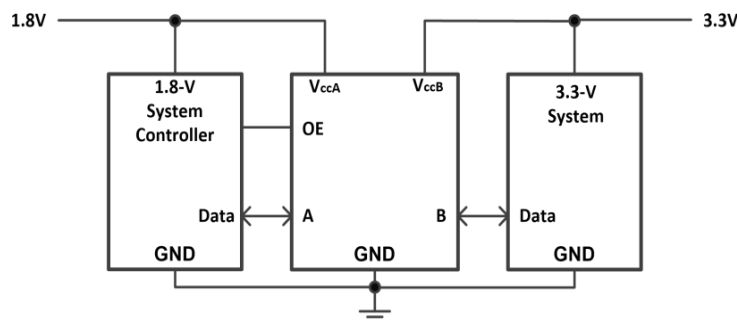 1.8V
3.3V
1.8-V
System
Controller
Data
GND
VccA
VccB
OE
A
B
GND
3.3-V
System
Data
GND